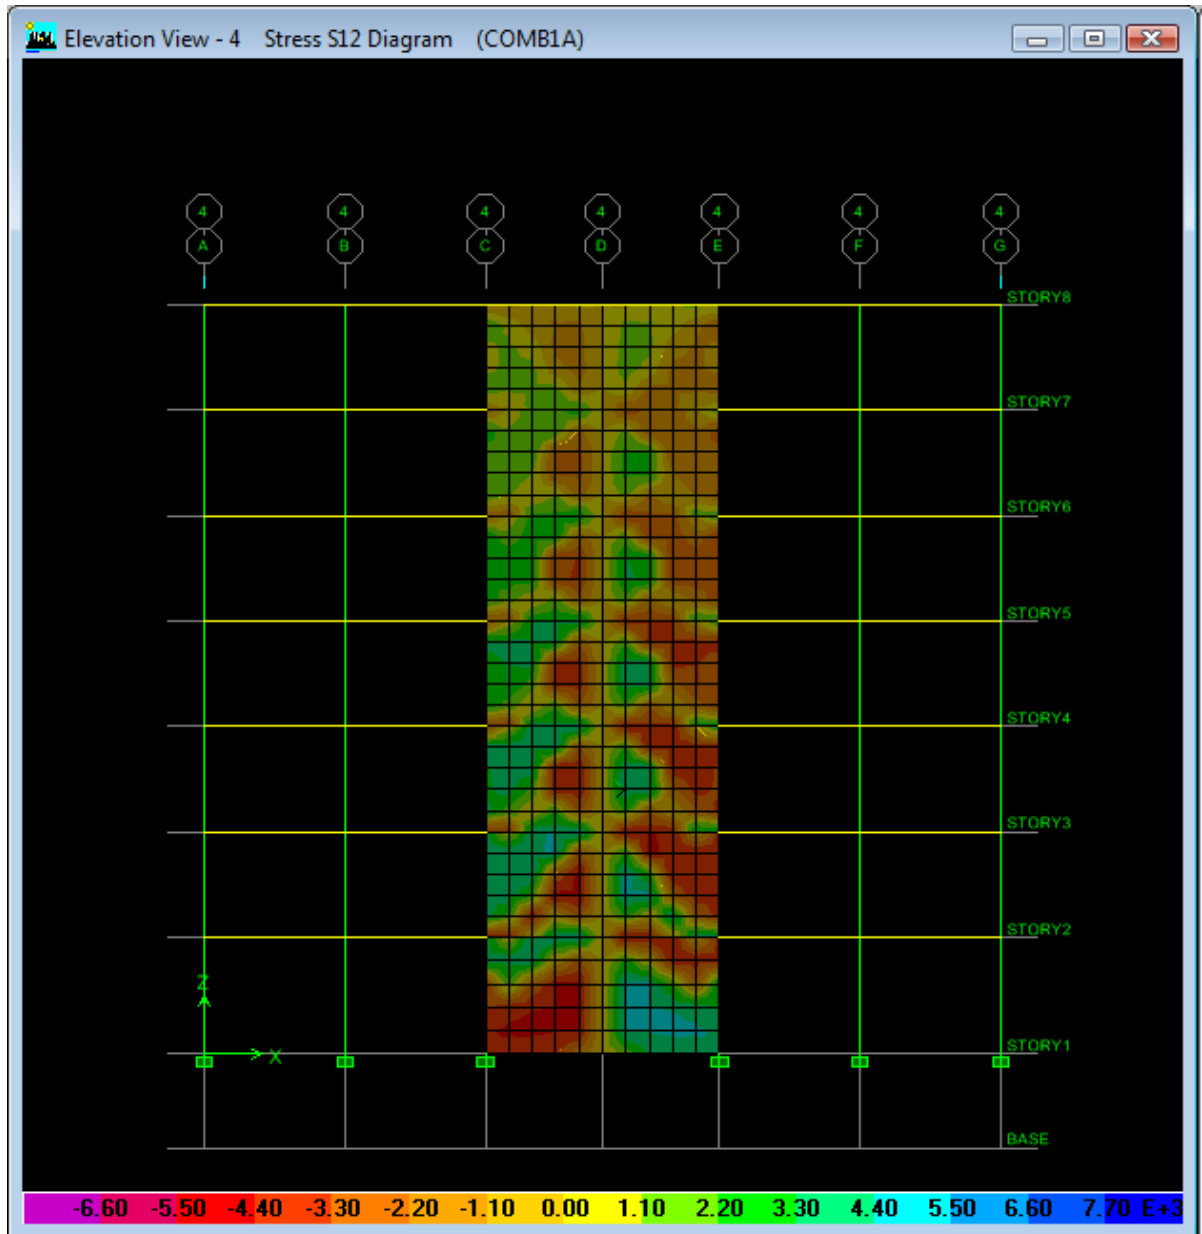 Elevation View - 4 Stress S12 Diagram (COMB1A)
4 4 4 4 4 4 4
A B C D E F G
STORY8
STORY7
STORY6
STORY5
STORY4
STORY3
STORY2
Z
X
STORY1
BASE
-6.60 -5.50 -4.40 -3.30 -2.20 -1.10 0.00 1.10 2.20 3.30 4.40 5.50 6.60 7.70 E+3